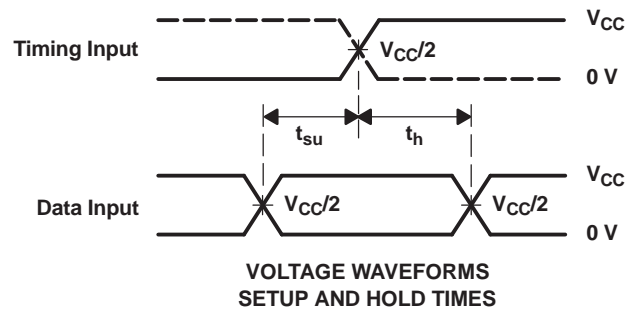 V_CC
Timing Input
V_CC/2
0 V
t_su
t_h
V_CC
Data Input
V_CC/2
V_CC/2
0 V
VOLTAGE WAVEFORMS
SETUP AND HOLD TIMES